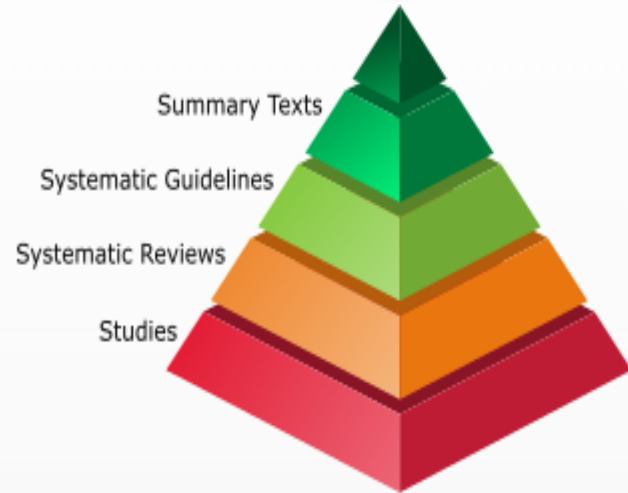 Summary Texts
Systematic Guidelines
Systematic Reviews
Studies